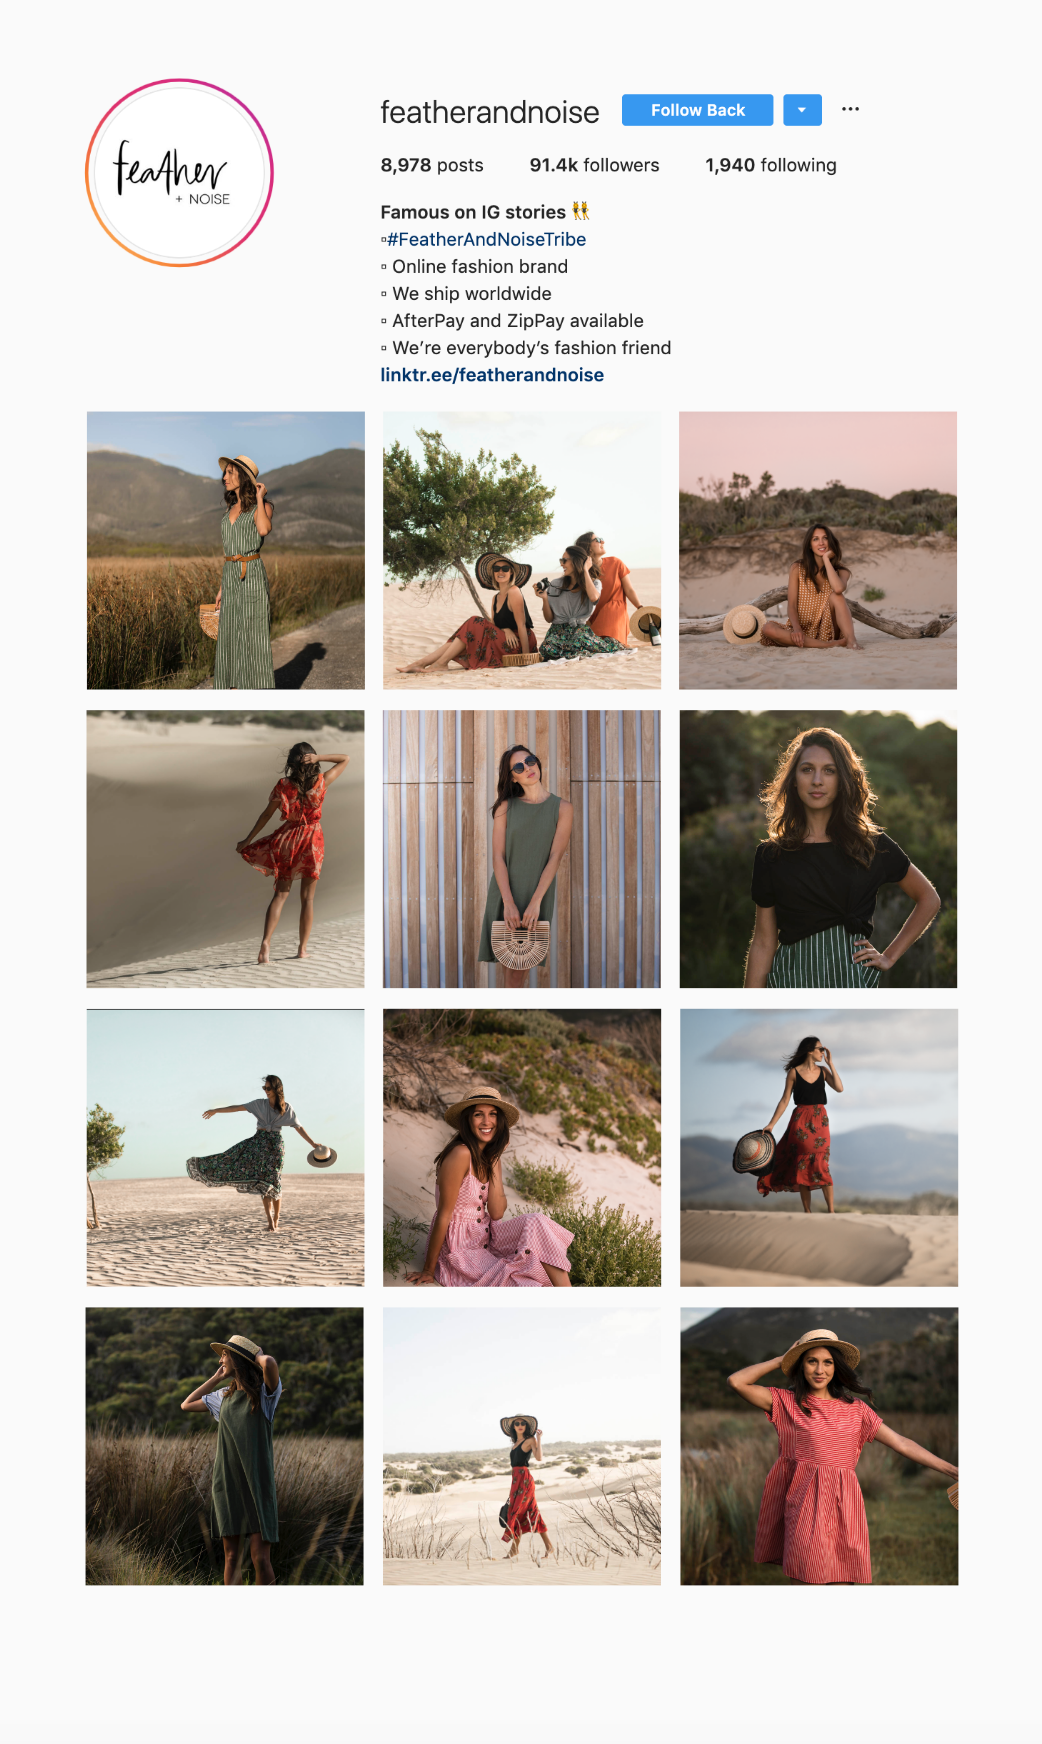 feather
+ NOISE
featherandnoise Follow Back
8,978 posts 91.4k followers 1,940 following
Famous on IG stories 👯
▫#FeatherAndNoiseTribe
▫ Online fashion brand
▫ We ship worldwide
▫ AfterPay and ZipPay available
▫ We’re everybody’s fashion friend
linktr.ee/featherandnoise